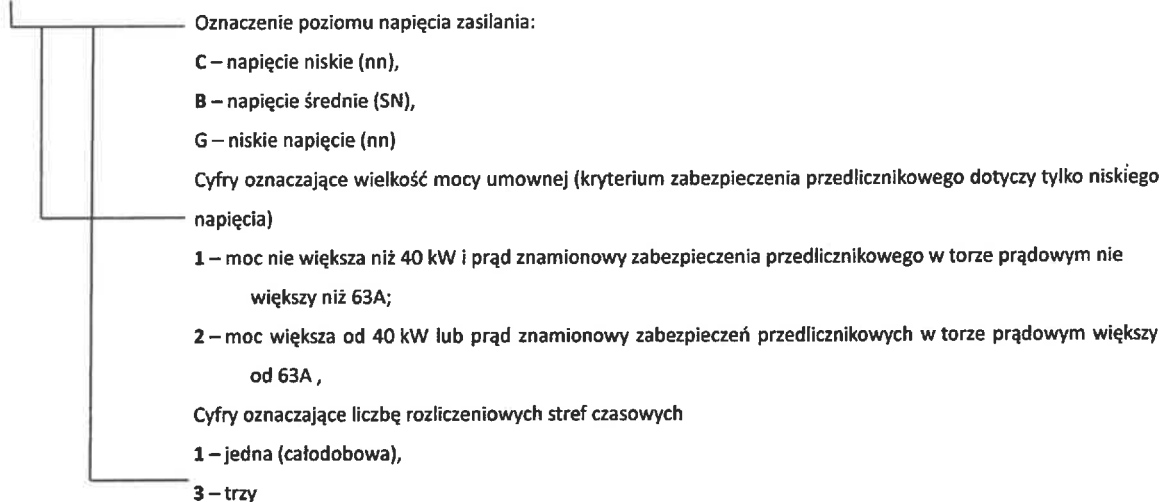 Oznaczenie poziomu napięcia zasilania:
C – napięcie niskie (nn),
B – napięcie średnie (SN),
G – niskie napięcie (nn)
Cyfry oznaczające wielkość mocy umownej (kryterium zabezpieczenia przedlicznikowego dotyczy tylko niskiego
napięcia)
1 – moc nie większa niż 40 kW i prąd znamionowy zabezpieczenia przedlicznikowego w torze prądowym nie
większy niż 63A;
2 – moc większa od 40 kW lub prąd znamionowy zabezpieczeń przedlicznikowych w torze prądowym większy
od 63A ,
Cyfry oznaczające liczbę rozliczeniowych stref czasowych
1 – jedna (całodobowa),
3 – trzy